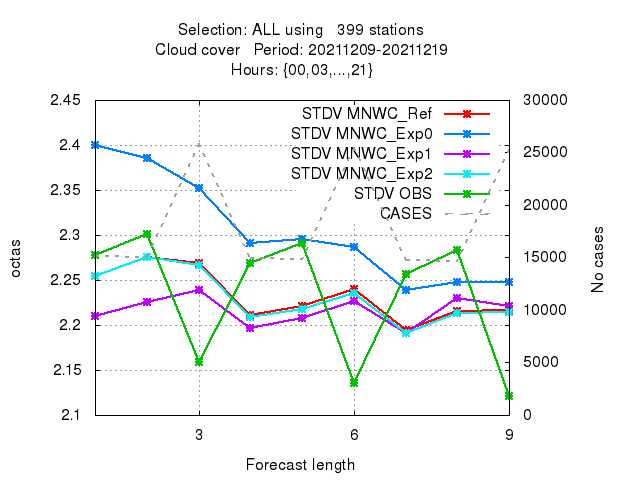 Selection: ALL using   399 stations
Cloud cover   Period: 20211209-20211219
Hours: {00,03,...,21}
STDV MNWC_Ref
STDV MNWC_Exp0
STDV MNWC_Exp1
STDV MNWC_Exp2
STDV OBS
CASES
2.45
2.4
2.35
2.3
2.25
2.2
2.15
2.1
octas
30000
25000
20000
15000
10000
5000
0
No cases
3
6
9
Forecast length